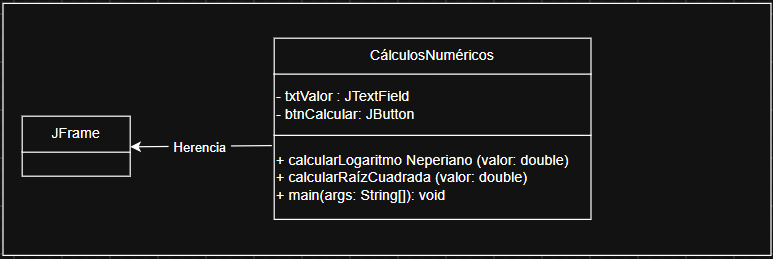 CálculosNuméricos
- txtValor : JTextField
- btnCalcular: JButton
JFrame
Herencia
+ calcularLogaritmo Neperiano (valor: double)
+ calcularRaízCuadrada (valor: double)
+ main(args: String[]): void